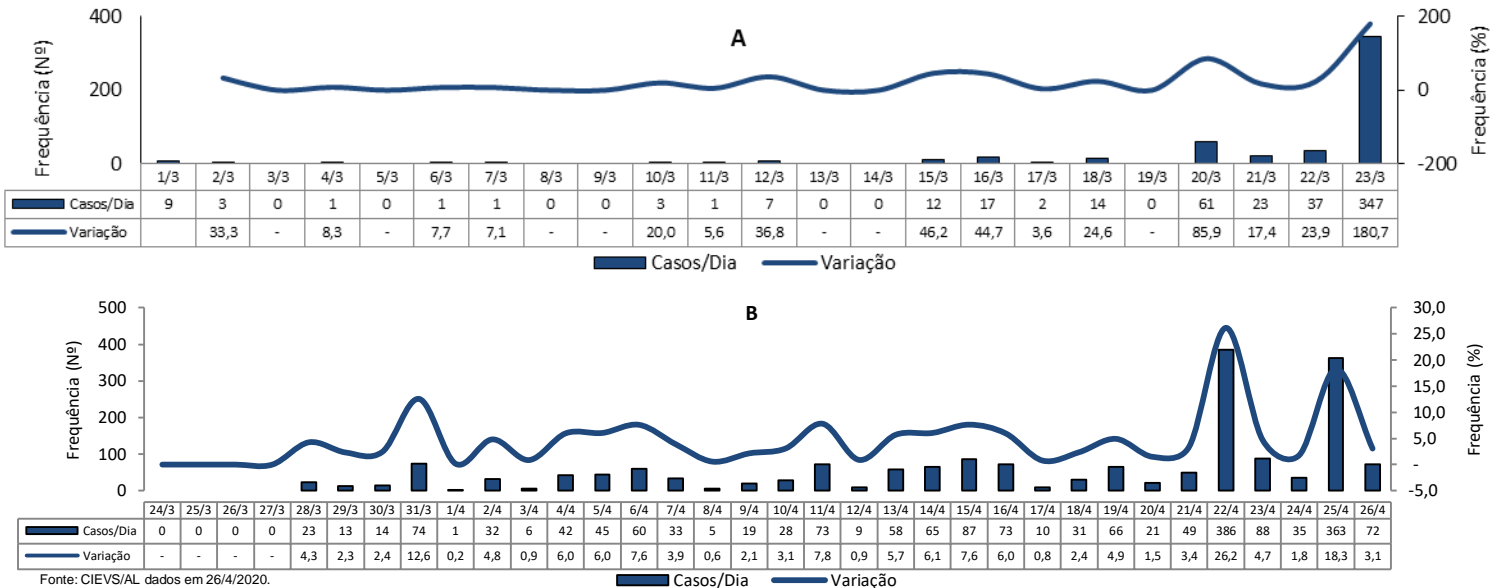 A
Frequência (Nº)
400
200
0
Frequência (%)
200
0
-200
1/3 2/3 3/3 4/3 5/3 6/3 7/3 8/3 9/3 10/3 11/3 12/3 13/3 14/3 15/3 16/3 17/3 18/3 19/3 20/3 21/3 22/3 23/3
Casos/Dia 9 3 0 1 0 1 1 0 0 3 1 7 0 0 12 17 2 14 0 61 23 37 347
Variação 33,3 - 8,3 - 7,7 7,1 - - 20,0 5,6 36,8 - - 46,2 44,7 3,6 24,6 - 85,9 17,4 23,9 180,7
Casos/Dia Variação
B
Frequência (Nº)
500
400
300
200
100
0
Frequência (%)
30,0
25,0
20,0
15,0
10,0
5,0
-
-5,0
24/3 25/3 26/3 27/3 28/3 29/3 30/3 31/3 1/4 2/4 3/4 4/4 5/4 6/4 7/4 8/4 9/4 10/4 11/4 12/4 13/4 14/4 15/4 16/4 17/4 18/4 19/4 20/4 21/4 22/4 23/4 24/4 25/4 26/4
Casos/Dia 0 0 0 0 23 13 14 74 1 32 6 42 45 60 33 5 19 28 73 9 58 65 87 73 10 31 66 21 49 386 88 35 363 72
Variação - - - - 4,3 2,3 2,4 12,6 0,2 4,8 0,9 6,0 6,0 7,6 3,9 0,6 2,1 3,1 7,8 0,9 5,7 6,1 7,6 6,0 0,8 2,4 4,9 1,5 3,4 26,2 4,7 1,8 18,3 3,1
Fonte: CIEVS/AL dados em 26/4/2020.
Casos/Dia Variação